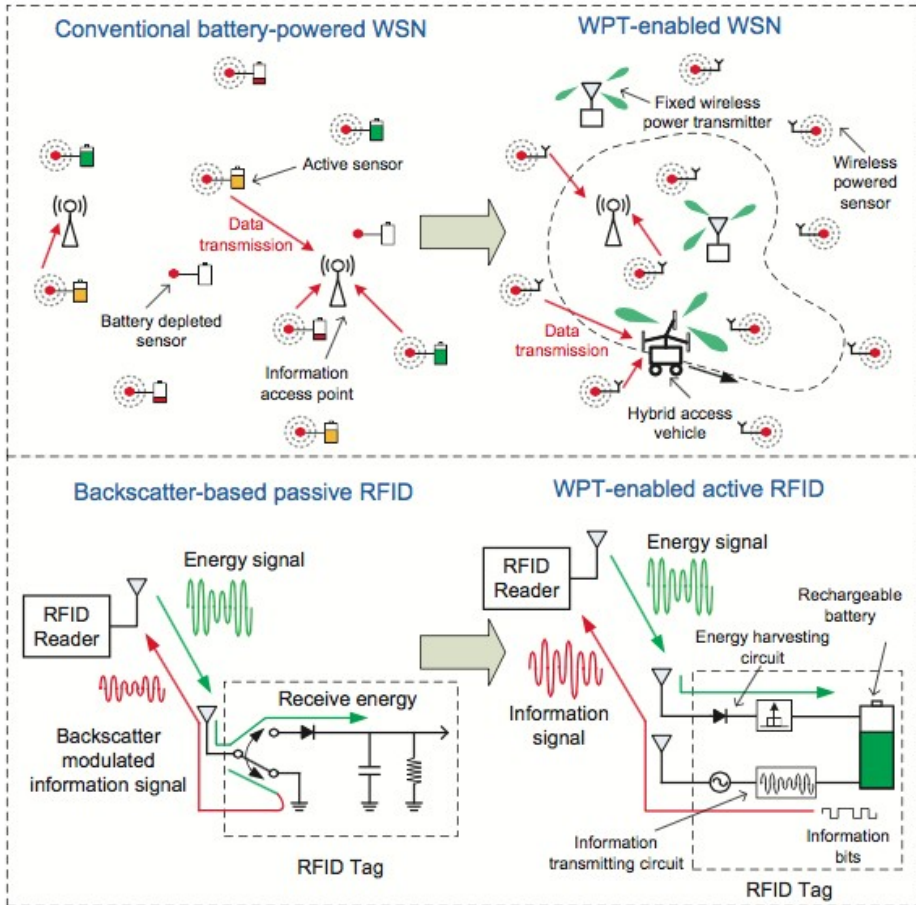 Conventional battery-powered WSN
Active sensor
Data
transmission
Battery depleted
sensor
Information
access point
WPT-enabled WSN
Fixed wireless
power transmitter
Wireless
powered
sensor
Data
transmission
Hybrid access
vehicle
Backscatter-based passive RFID
Energy signal
RFID
Reader
Receive energy
Backscatter
modulated
information signal
RFID Tag
WPT-enabled active RFID
Energy signal
RFID
Reader
Rechargeable
battery
Energy harvesting
circuit
Information
signal
Information
transmitting circuit
Information
bits
RFID Tag